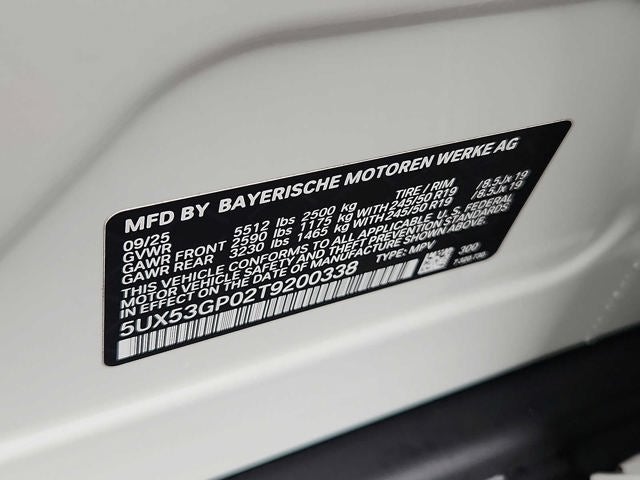 MFD BY BAYERISCHE MOTOREN WERKE AG
09/25 TIRE / RIM
GVWR 5512 lbs 2500 kg
GAWR FRONT 2590 lbs 1175 kg WITH 245/50 R19 /8.5Jx19
GAWR REAR 3230 lbs 1465 kg WITH 245/50 R19 /8.5Jx19
THIS VEHICLE CONFORMS TO ALL APPLICABLE U.S. FEDERAL
MOTOR VEHICLE SAFETY AND THEFT PREVENTION STANDARDS
IN EFFECT ON THE DATE OF MANUFACTURE SHOWN ABOVE.
5UX53GP02T9200338 TYPE: MPV 300